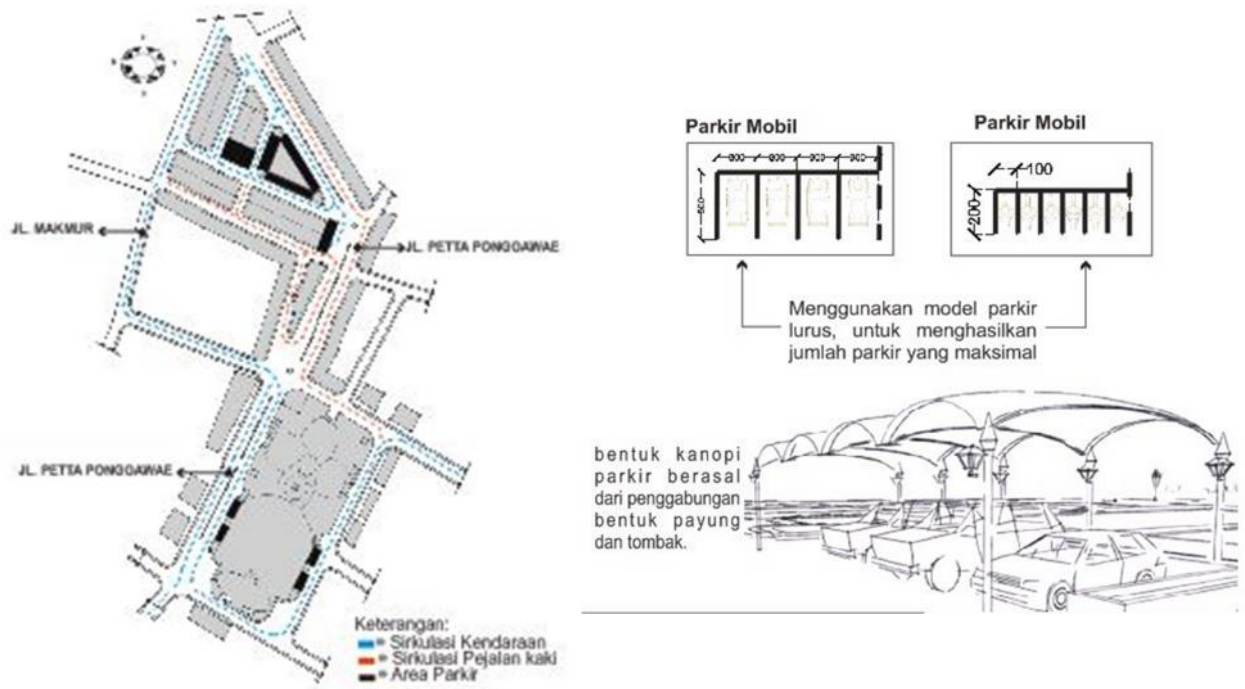 JL. MAKMUR
JL. PETTA PONGGAWAE
JL. PETTA PONGGAWAE
Keterangan:
= Sirkulasi Kendaraan
= Sirkulasi Pejalan kaki
= Area Parkir
Parkir Mobil
Parkir Mobil
100
200
Menggunakan model parkir
lurus, untuk menghasilkan
jumlah parkir yang maksimal
bentuk kanopi
parkir berasal
dari penggabungan
bentuk payung
dan tombak.